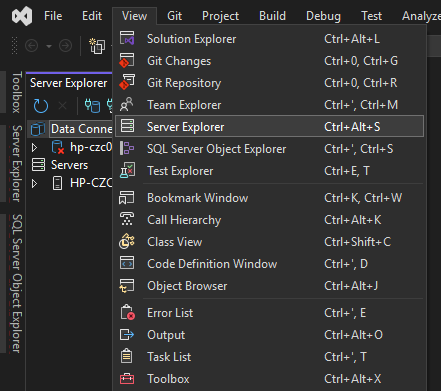 File Edit View Git Project Build Debug Test Analyze
Solution Explorer Ctrl+Alt+L
Git Changes Ctrl+0, Ctrl+G
Git Repository Ctrl+0, Ctrl+R
Team Explorer Ctrl+', Ctrl+M
Server Explorer Ctrl+Alt+S
SQL Server Object Explorer Ctrl+', Ctrl+S
Test Explorer Ctrl+E, T
Bookmark Window Ctrl+K, Ctrl+W
Call Hierarchy Ctrl+Alt+K
Class View Ctrl+Shift+C
Code Definition Window Ctrl+', D
Object Browser Ctrl+Alt+J
Error List Ctrl+', E
Output Ctrl+Alt+O
Task List Ctrl+', T
Toolbox Ctrl+Alt+X
Server Explorer
Data Conne
hp-czc0
Servers
HP-CZC
Toolbox
Server Explorer
SQL Server Object Explorer